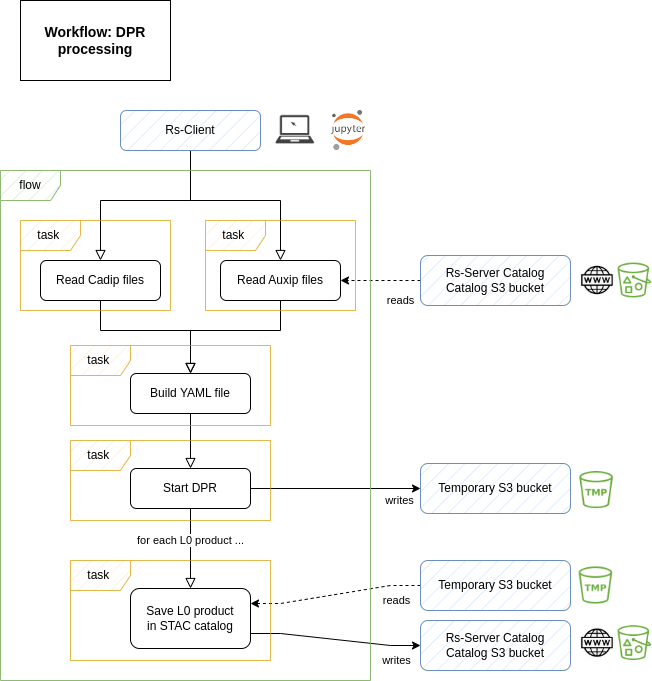 Workflow: DPR
processing
Rs-Client
jupyter
flow
task
task
Read Cadip files
Read Auxip files
reads
Rs-Server Catalog
Catalog S3 bucket
WWW
task
Build YAML file
task
Start DPR
writes
Temporary S3 bucket
TMP
for each L0 product ...
task
Save L0 product
in STAC catalog
reads
Temporary S3 bucket
TMP
writes
Rs-Server Catalog
Catalog S3 bucket
WWW